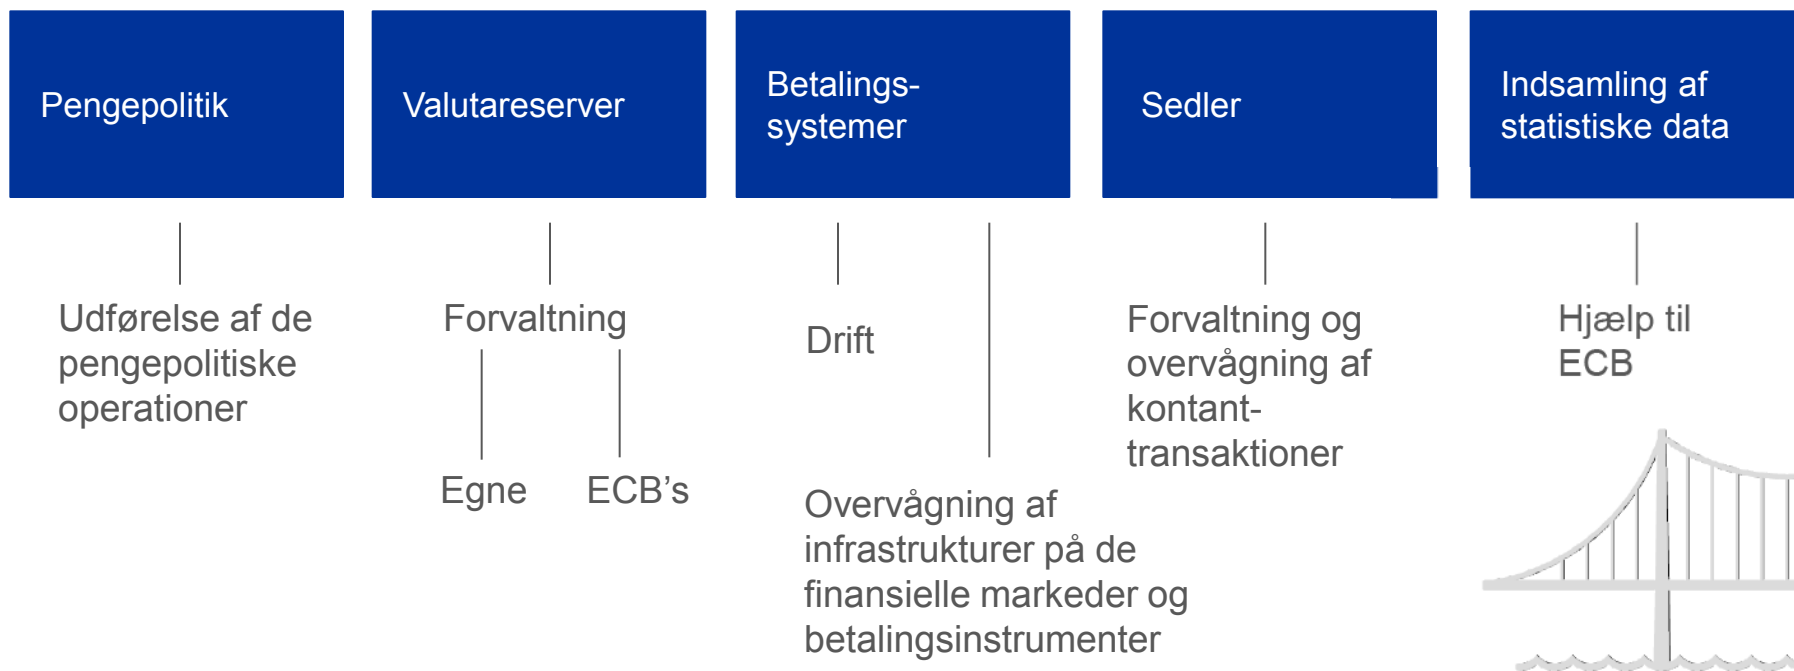 Pengepolitik
Valutareserver
Betalings-
systemer
Sedler
Indsamling af
statistiske data
Udførelse af de
pengepolitiske
operationer
Forvaltning
Egne
ECB’s
Drift
Overvågning af
infrastrukturer på de
finansielle markeder og
betalingsinstrumenter
Forvaltning og
overvågning af
kontant-
transaktioner
Hjælp til
ECB